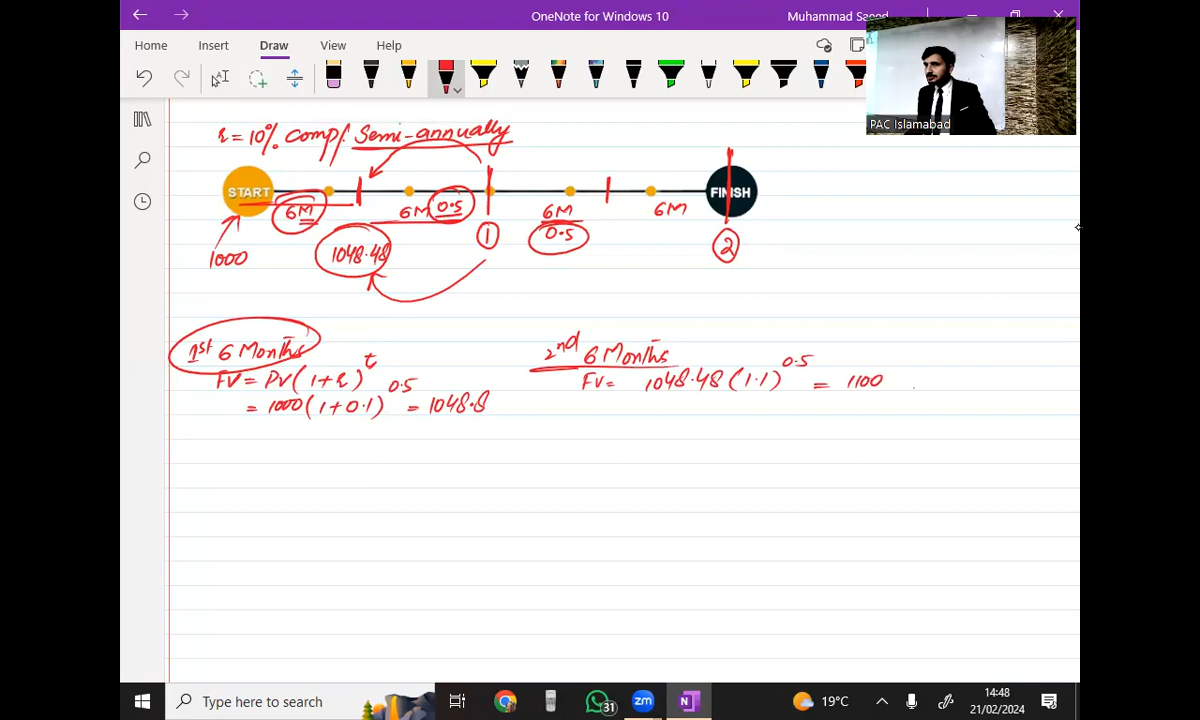 OneNote for Windows 10
Muhammad Saeed
Home Insert Draw View Help
PAC Islamabad
r = 10% comp/. Semi-annually
START
FINISH
6M
6M 0.5
6M
0.5
6M
1000
1048.48
1
2
1st 6 Months
FV = PV(1+r)^t
= 1000(1+0.1)^0.5 = 1048.8
2nd 6 Months
FV= 1048.48(1.1)^0.5 = 1100
Type here to search
31
zm
N
19°C
14:48
21/02/2024